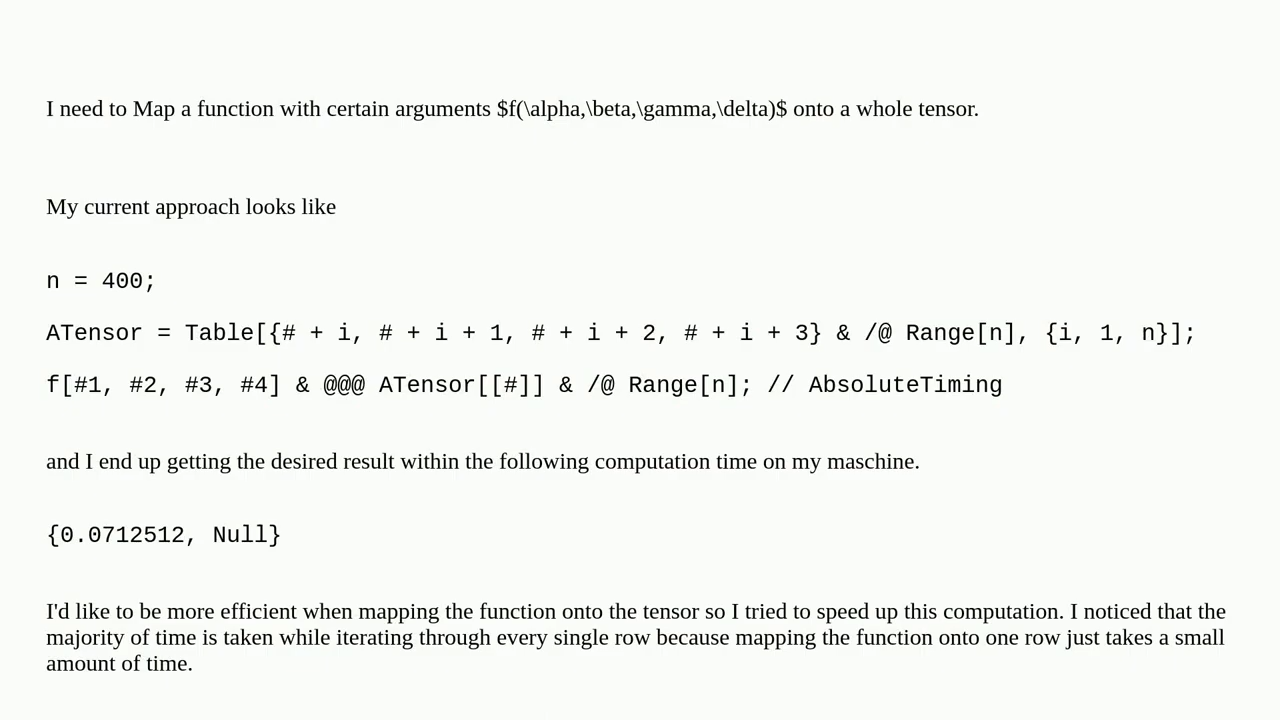 I need to Map a function with certain arguments $f(\alpha,\beta,\gamma,\delta)$ onto a whole tensor.
My current approach looks like
n = 400;
ATensor = Table[{# + i, # + i + 1, # + i + 2, # + i + 3} & /@ Range[n], {i, 1, n}];
f[#1, #2, #3, #4] & @@@ ATensor[[#]] & /@ Range[n]; // AbsoluteTiming
and I end up getting the desired result within the following computation time on my maschine.
{0.0712512, Null}
I'd like to be more efficient when mapping the function onto the tensor so I tried to speed up this computation. I noticed that the
majority of time is taken while iterating through every single row because mapping the function onto one row just takes a small
amount of time.